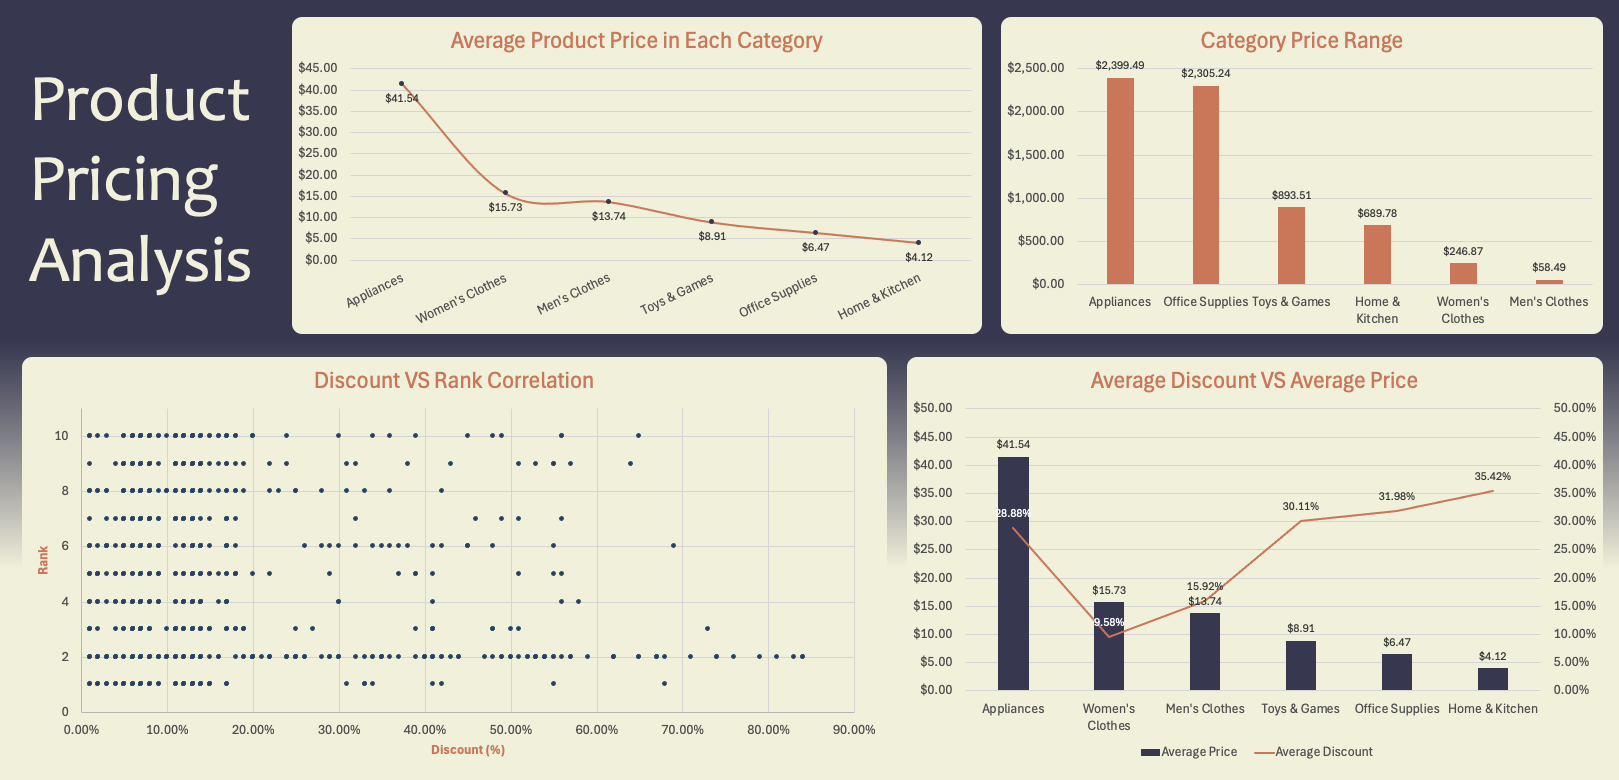 Product
Pricing
Analysis
Average Product Price in Each Category
$45.00
$40.00
$35.00
$30.00
$25.00
$20.00
$15.00
$10.00
$5.00
$0.00
$41.54
$15.73
$13.74
$8.91
$6.47
$4.12
Appliances
Women's Clothes
Men's Clothes
Toys & Games
Office Supplies
Home & Kitchen
Category Price Range
$2,500.00
$2,000.00
$1,500.00
$1,000.00
$500.00
$0.00
$2,399.49
$2,305.24
$893.51
$689.78
$246.87
$58.49
Appliances
Office Supplies
Toys & Games
Home &
Kitchen
Women's
Clothes
Men's Clothes
Discount VS Rank Correlation
Rank
10
8
6
4
2
0
0.00%
10.00%
20.00%
30.00%
40.00%
50.00%
60.00%
70.00%
80.00%
90.00%
Discount (%)
Average Discount VS Average Price
$50.00
$45.00
$40.00
$35.00
$30.00
$25.00
$20.00
$15.00
$10.00
$5.00
$0.00
$41.54
28.88%
$15.73
9.58%
15.92%
$13.74
30.11%
$8.91
31.98%
$6.47
35.42%
$4.12
50.00%
45.00%
40.00%
35.00%
30.00%
25.00%
20.00%
15.00%
10.00%
5.00%
0.00%
Appliances
Women's
Clothes
Men's Clothes
Toys & Games
Office Supplies
Home & Kitchen
Average Price
Average Discount